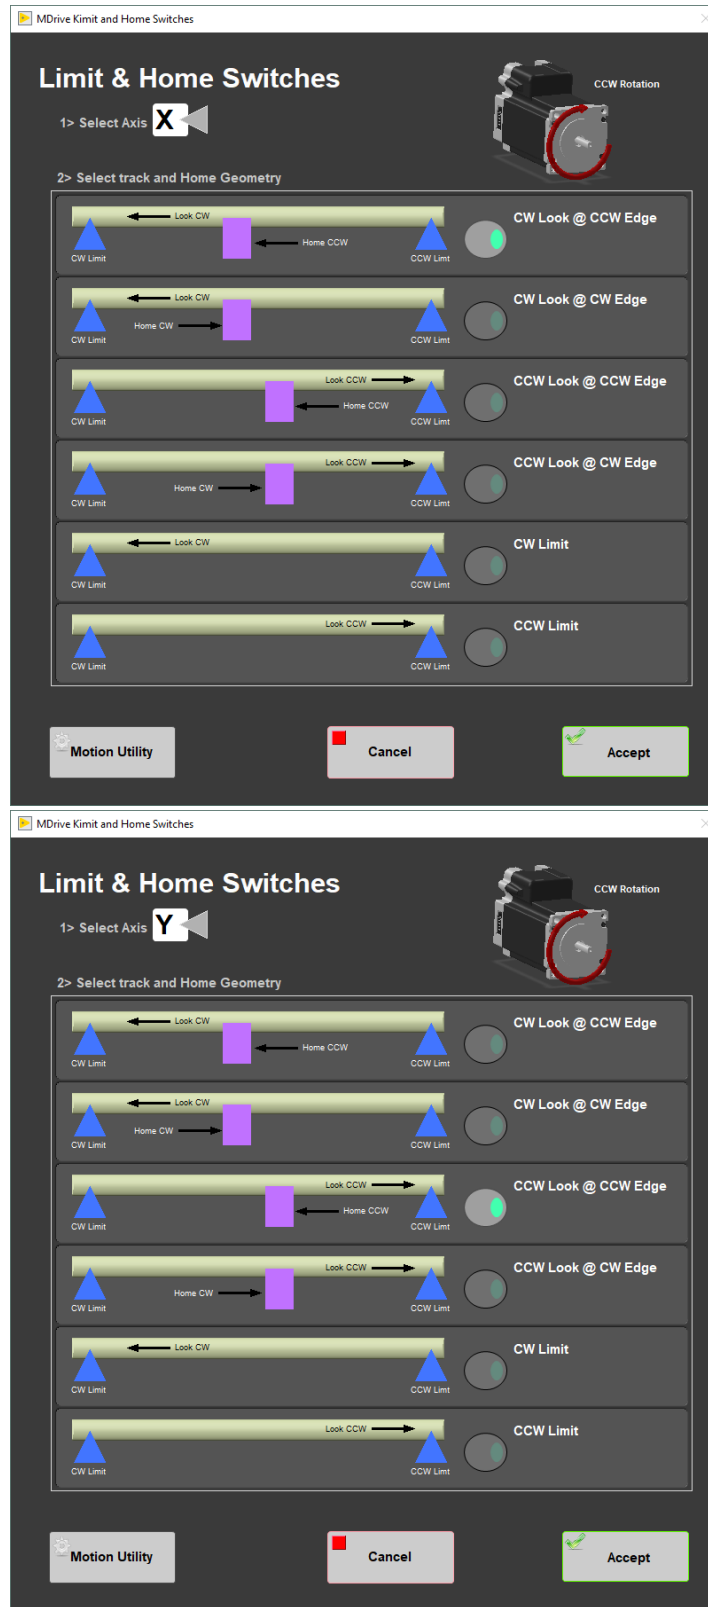 MDrive Kimit and Home Switches
Limit & Home Switches
CCW Rotation
1> Select Axis X
2> Select track and Home Geometry
Look CW
CW Look @ CCW Edge
Home CCW
CW Limit
CCW Limt
Look CW
CW Look @ CW Edge
Home CW
CW Limit
CCW Limt
Look CCW
CCW Look @ CCW Edge
Home CCW
CW Limit
CCW Limt
Look CCW
CCW Look @ CW Edge
Home CW
CW Limit
CCW Limt
Look CW
CW Limit
CW Limit
CCW Limt
Look CCW
CCW Limit
CW Limit
CCW Limt
Motion Utility
Cancel
Accept
MDrive Kimit and Home Switches
Limit & Home Switches
CCW Rotation
1> Select Axis Y
2> Select track and Home Geometry
Look CW
CW Look @ CCW Edge
Home CCW
CW Limit
CCW Limt
Look CW
CW Look @ CW Edge
Home CW
CW Limit
CCW Limt
Look CCW
CCW Look @ CCW Edge
Home CCW
CW Limit
CCW Limt
Look CCW
CCW Look @ CW Edge
Home CW
CW Limit
CCW Limt
Look CW
CW Limit
CW Limit
CCW Limt
Look CCW
CCW Limit
CW Limit
CCW Limt
Motion Utility
Cancel
Accept